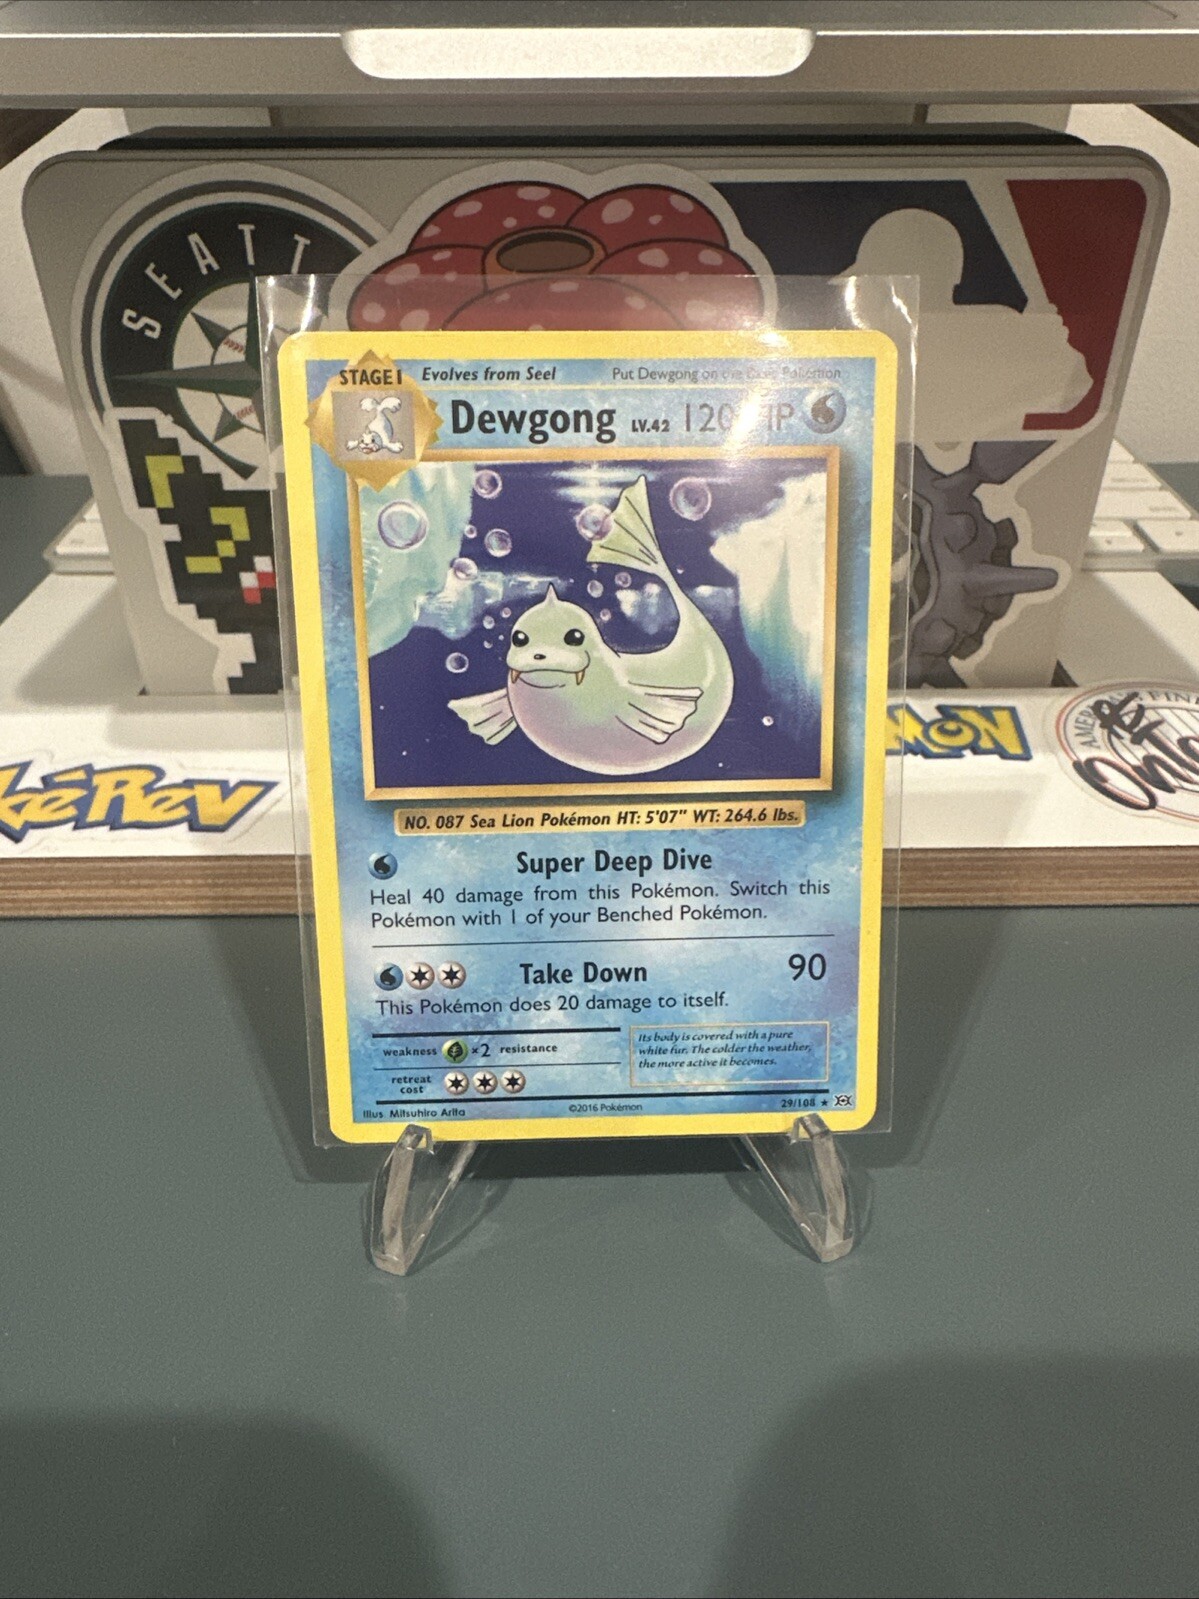 SEATT
STAGE 1 Evolves from Seel Put Dewgong on the Basic Pokémon
Dewgong LV.42 120 HP
NO. 087 Sea Lion Pokémon HT: 5'07" WT: 264.6 lbs.
Super Deep Dive
Heal 40 damage from this Pokémon. Switch this
Pokémon with 1 of your Benched Pokémon.
Take Down 90
This Pokémon does 20 damage to itself.
weakness ×2 resistance
retreat
cost
Its body is covered with a pure
white fur. The colder the weather,
the more active it becomes.
Illus. Mitsuhiro Arita ©2016 Pokémon 29/108 ★
kéRev
MON